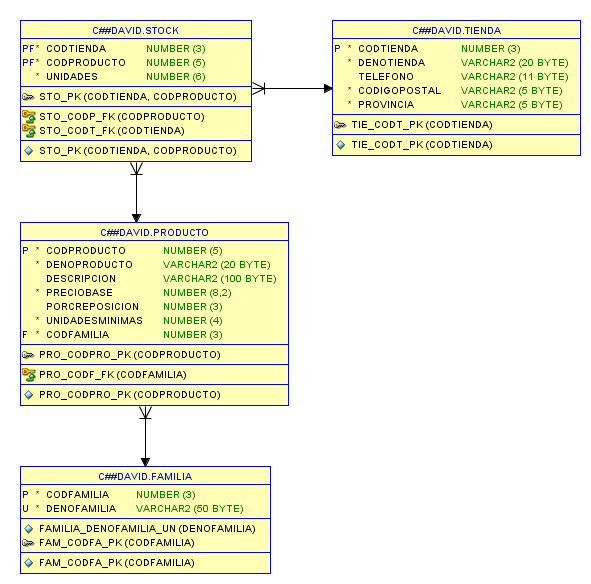 C##DAVID.STOCK
PF* CODTIENDA NUMBER (3)
PF* CODPRODUCTO NUMBER (5)
* UNIDADES NUMBER (6)
STO_PK (CODTIENDA, CODPRODUCTO)
STO_CODP_FK (CODPRODUCTO)
STO_CODT_FK (CODTIENDA)
STO_PK (CODTIENDA, CODPRODUCTO)
C##DAVID.TIENDA
P * CODTIENDA NUMBER (3)
* DENOTIENDA VARCHAR2 (20 BYTE)
TELEFONO VARCHAR2 (11 BYTE)
* CODIGOPOSTAL VARCHAR2 (5 BYTE)
* PROVINCIA VARCHAR2 (5 BYTE)
TIE_CODT_PK (CODTIENDA)
TIE_CODT_PK (CODTIENDA)
C##DAVID.PRODUCTO
P * CODPRODUCTO NUMBER (5)
* DENOPRODUCTO VARCHAR2 (20 BYTE)
DESCRIPCION VARCHAR2 (100 BYTE)
* PRECIOBASE NUMBER (8,2)
PORCREPOSICION NUMBER (3)
* UNIDADESMINIMAS NUMBER (4)
F * CODFAMILIA NUMBER (3)
PRO_CODPRO_PK (CODPRODUCTO)
PRO_CODF_FK (CODFAMILIA)
PRO_CODPRO_PK (CODPRODUCTO)
C##DAVID.FAMILIA
P * CODFAMILIA NUMBER (3)
U * DENOFAMILIA VARCHAR2 (50 BYTE)
FAMILIA_DENOFAMILIA_UN (DENOFAMILIA)
FAM_CODFA_PK (CODFAMILIA)
FAM_CODFA_PK (CODFAMILIA)